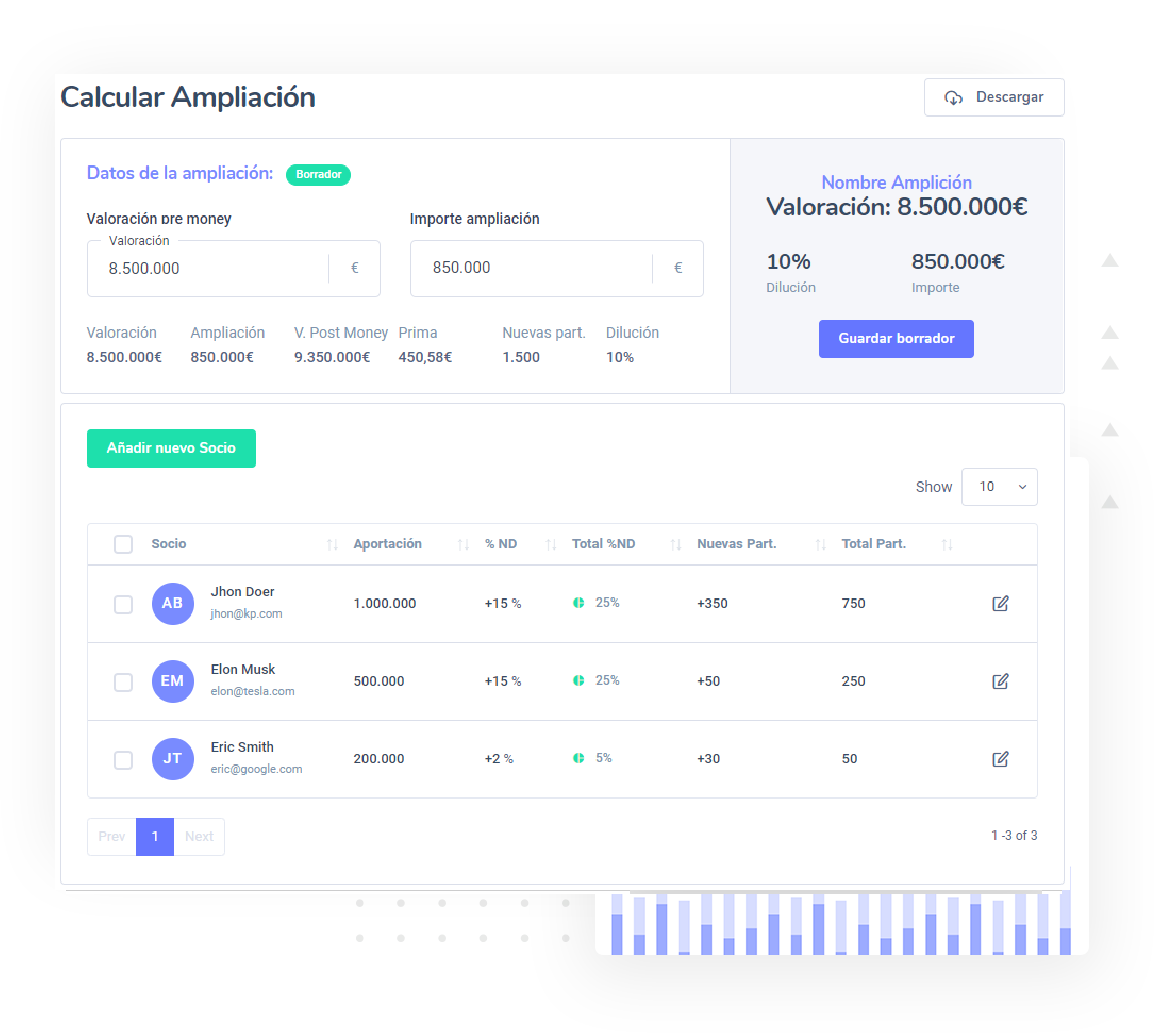 Calcular Ampliación
Descargar
Datos de la ampliación: Borrador
Valoración pre money
Importe ampliación
Valoración
8.500.000 €
850.000 €
Valoración Ampliación V. Post Money Prima Nuevas part. Dilución
8.500.000€ 850.000€ 9.350.000€ 450,58€ 1.500 10%
Nombre Amplición
Valoración: 8.500.000€
10% 850.000€
Dilución Importe
Guardar borrador
Añadir nuevo Socio
Show 10
Socio Aportación % ND Total %ND Nuevas Part. Total Part.
AB Jhon Doer 1.000.000 +15 % 25% +350 750
jhon@kp.com
EM Elon Musk 500.000 +15 % 25% +50 250
elon@tesla.com
JT Eric Smith 200.000 +2 % 5% +30 50
eric@google.com
Prev 1 Next
1 -3 of 3